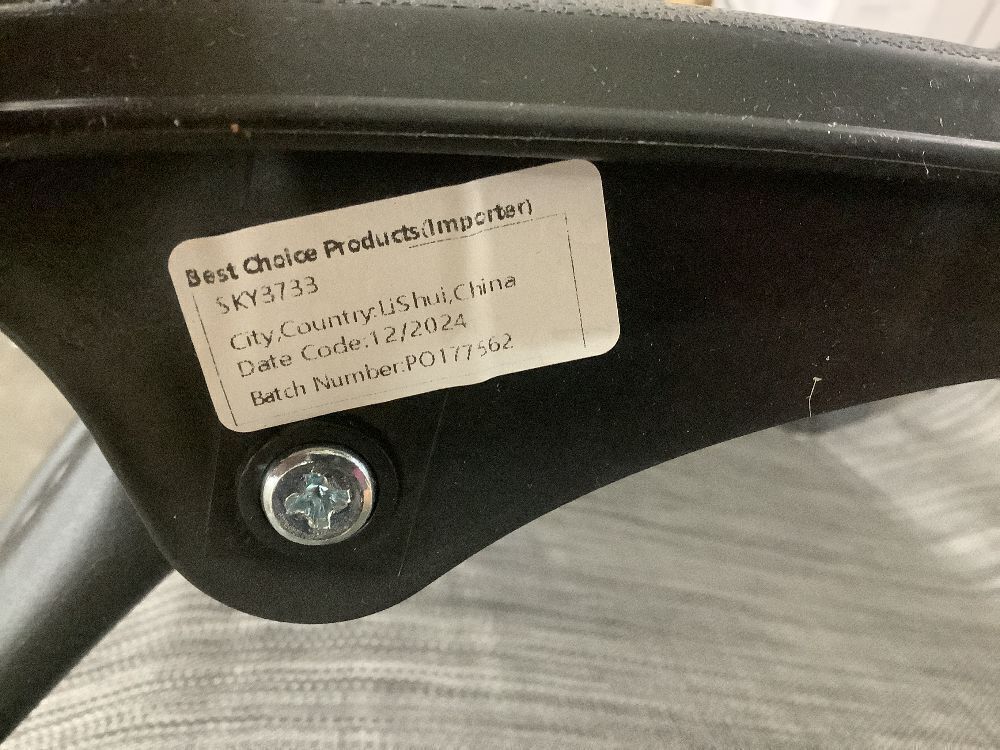 Best Choice Products(Importer)
SKY3733
City,Country:LiShui,China
Date Code:12/2024
Batch Number:PO177562